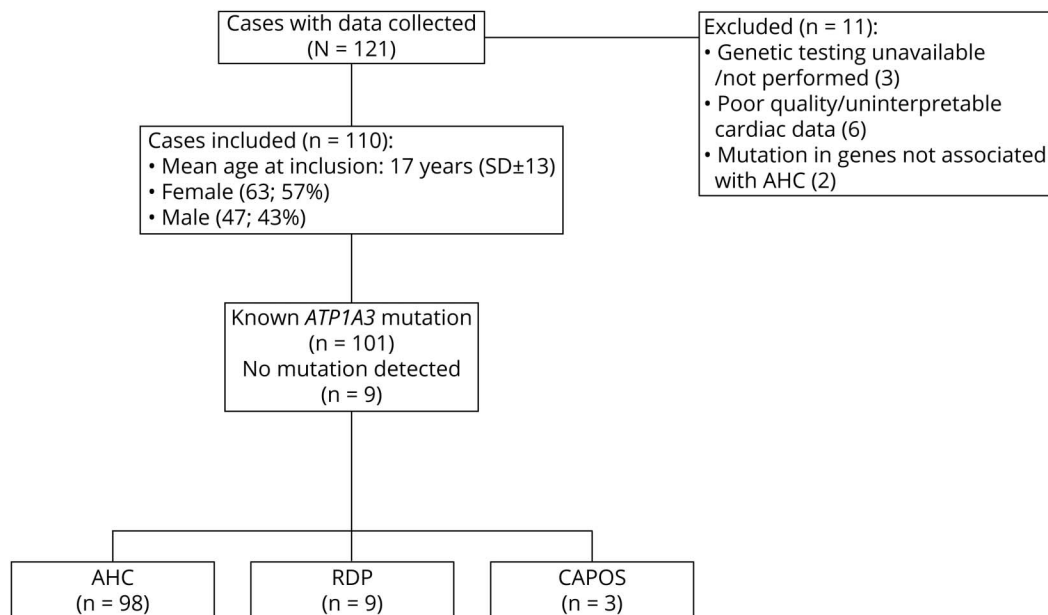 Cases with data collected
(N = 121)
Excluded (n = 11):
• Genetic testing unavailable
/not performed (3)
• Poor quality/uninterpretable
cardiac data (6)
• Mutation in genes not associated
with AHC (2)
Cases included (n = 110):
• Mean age at inclusion: 17 years (SD±13)
• Female (63; 57%)
• Male (47; 43%)
Known ATP1A3 mutation
(n = 101)
No mutation detected
(n = 9)
AHC
(n = 98)
RDP
(n = 9)
CAPOS
(n = 3)